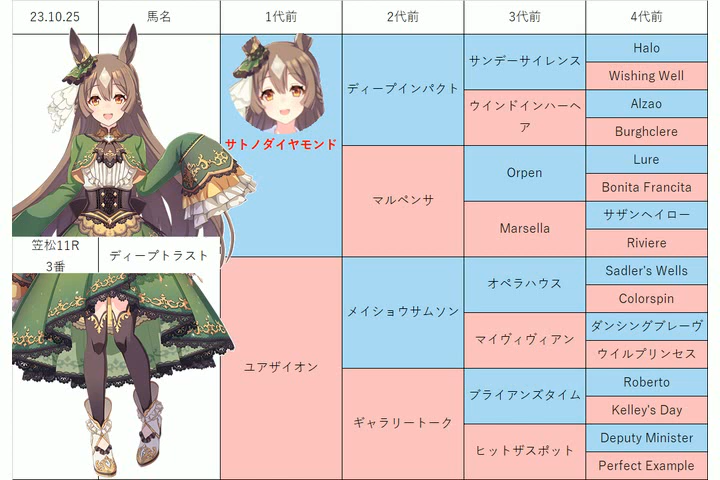 23.10.25 馬名 1代前 2代前 3代前 4代前
サトノダイヤモンド
笠松11R
3番
ディープトラスト
ユアザイオン
ディープインパクト
マルペンサ
メイショウサムソン
ギャラリートーク
サンデーサイレンス
ウインドインハーヘ
ア
Orpen
Marsella
オペラハウス
マイヴィヴィアン
ブライアンズタイム
ヒットザスポット
Halo
Wishing Well
Alzao
Burghclere
Lure
Bonita Francita
サザンヘイロー
Riviere
Sadler's Wells
Colorspin
ダンシングブレーヴ
ウイルプリンセス
Roberto
Kelley's Day
Deputy Minister
Perfect Example